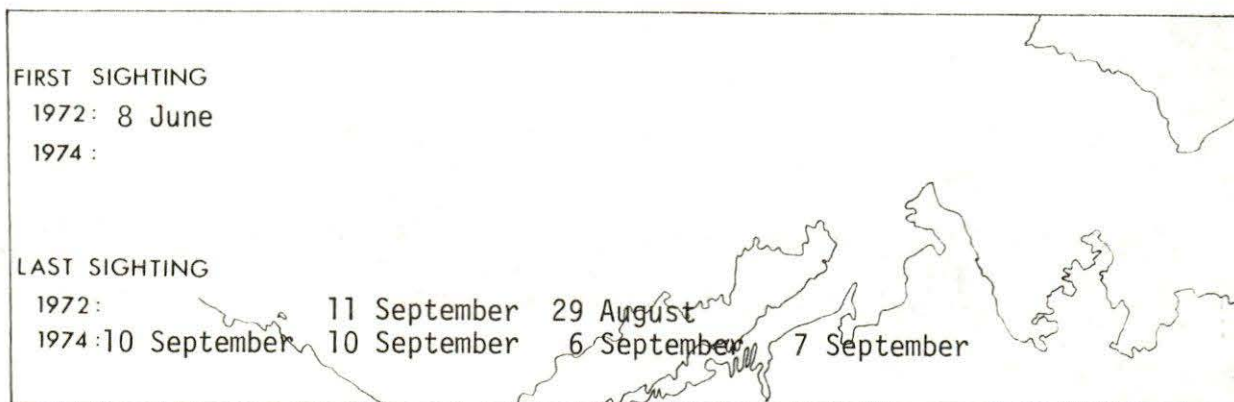 FIRST SIGHTING
1972: 8 June
1974:
LAST SIGHTING
1972: 11 September 29 August
1974:10 September 10 September 6 September 7 September